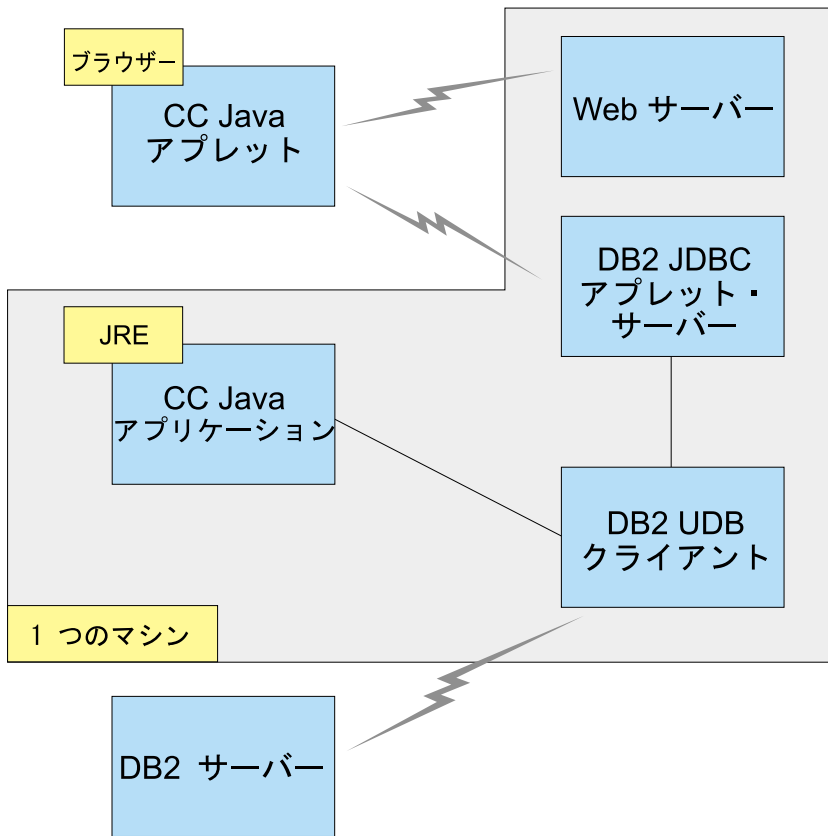 ブラウザー
CC Java
アプレット
Web サーバー
DB2 JDBC
アプレット・
サーバー
JRE
CC Java
アプリケーション
DB2 UDB
クライアント
1 つのマシン
DB2 サーバー